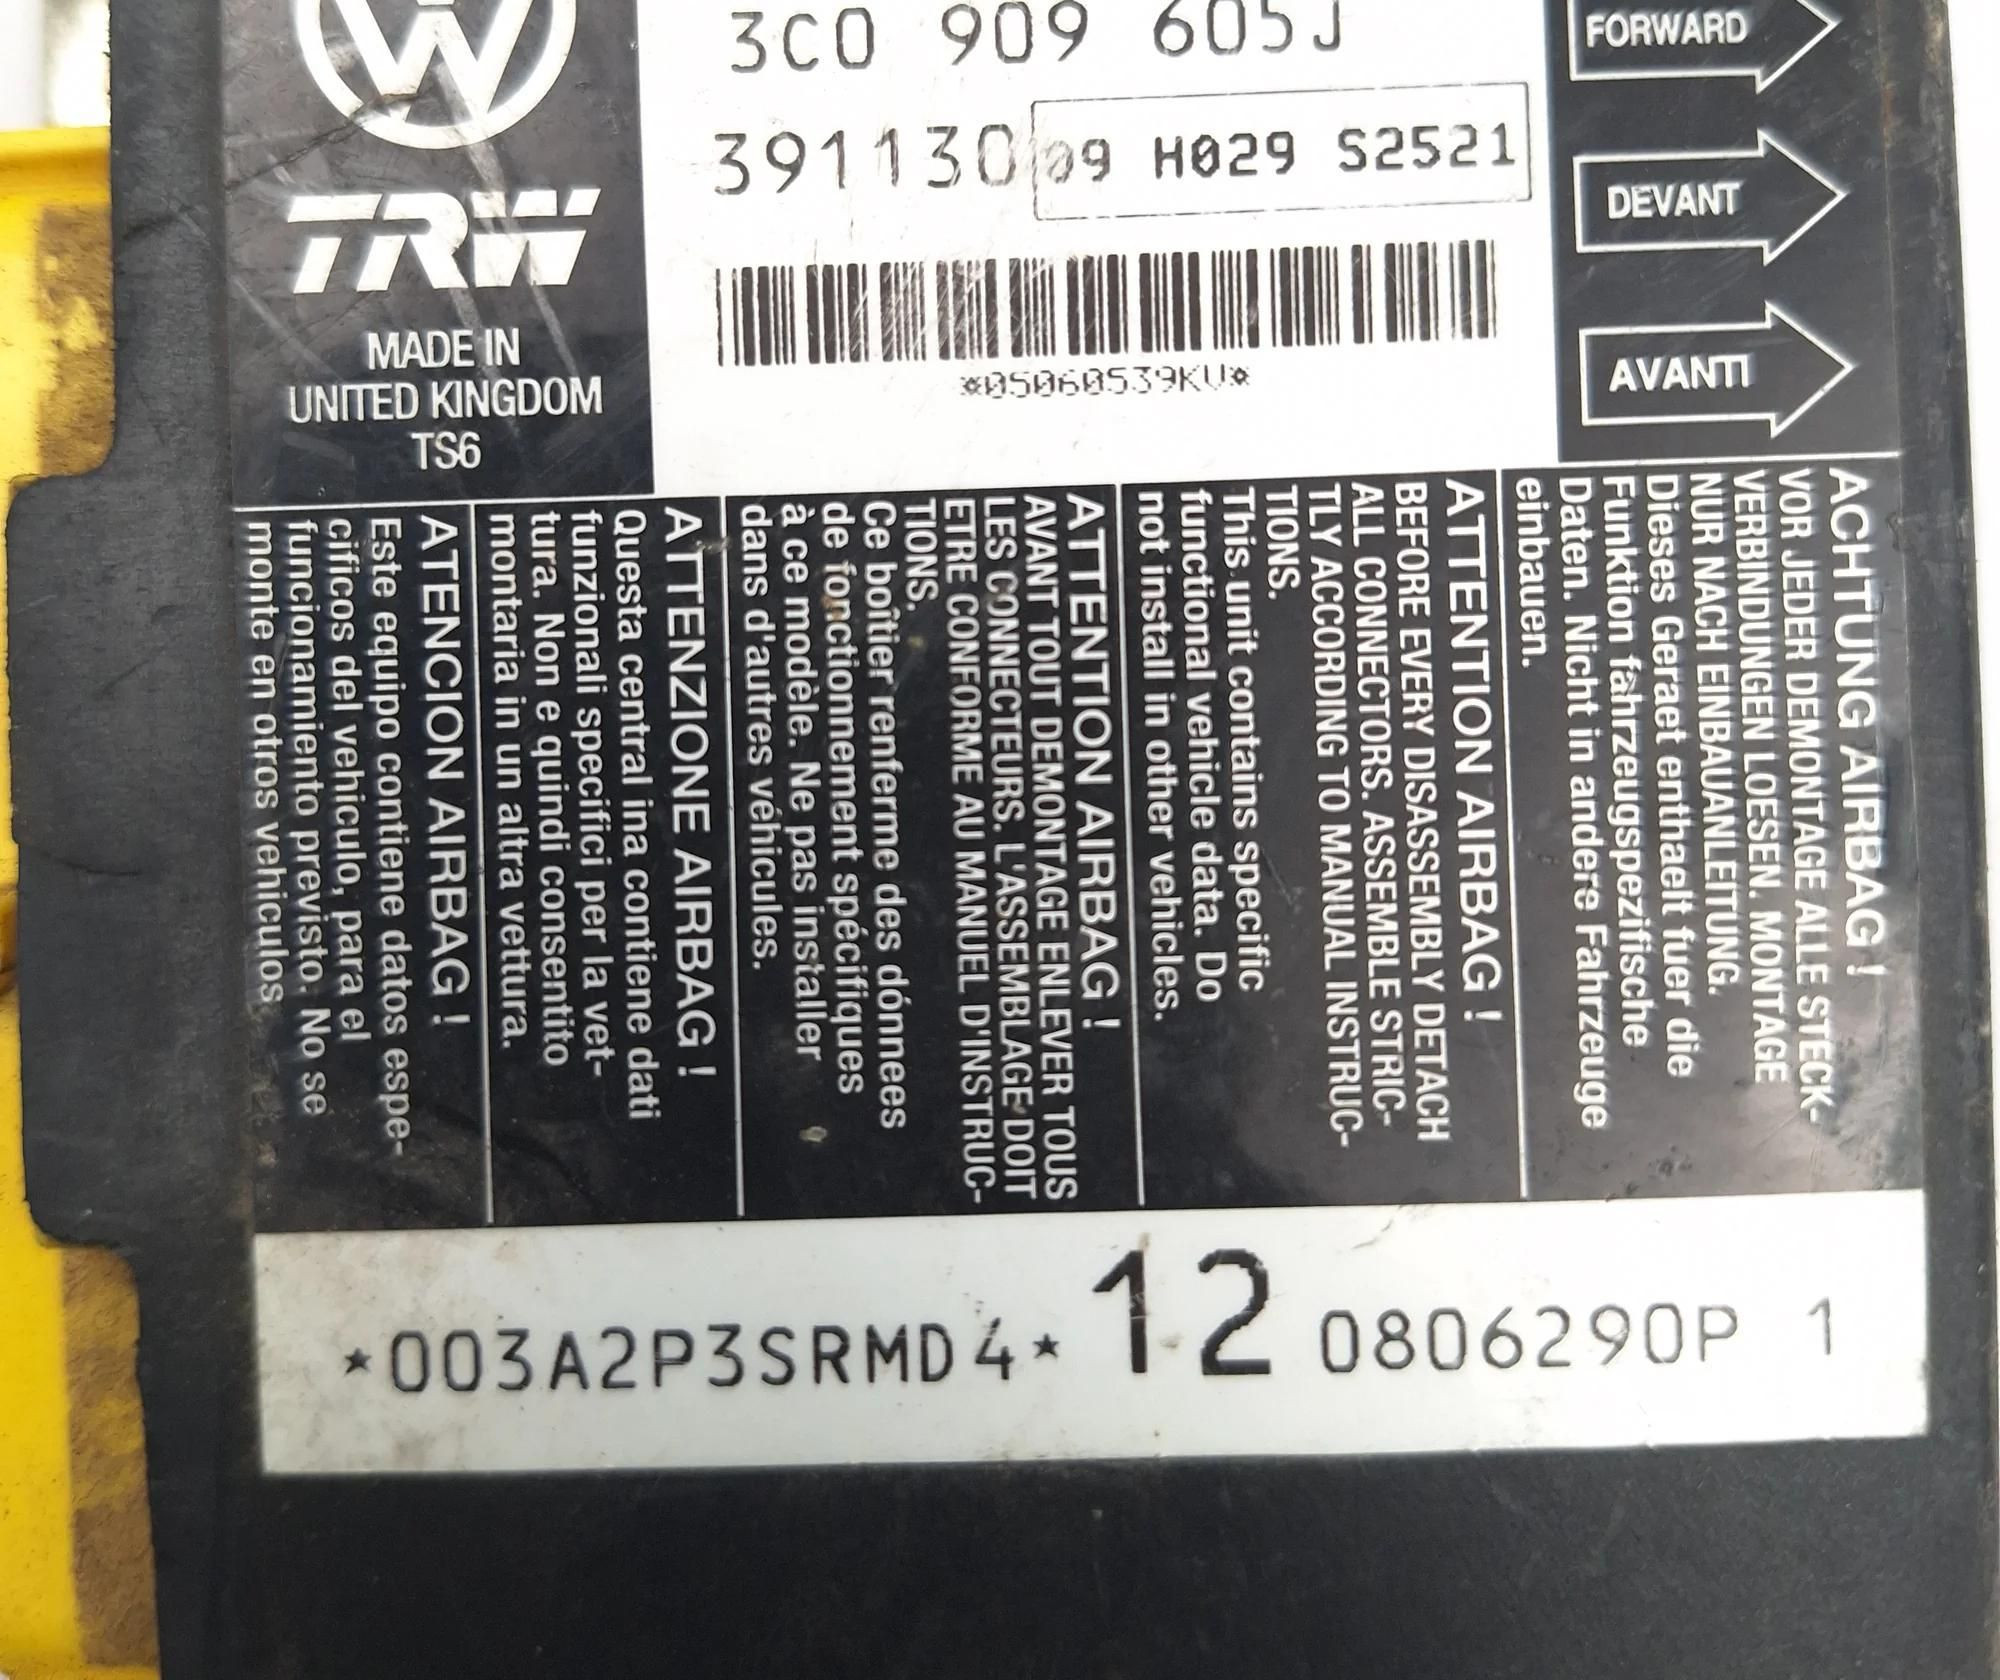 3C0 909 605J
391130
09 H029 S2521
*05060539KU*
TRW
MADE IN
UNITED KINGDOM
TS6
FORWARD
DEVANT
AVANTI
ACHTUNG AIRBAG !
VOR JEDER DEMONTAGE ALLE STECK-
VERBINDUNGEN LOESEN. MONTAGE
NUR NACH EINBAUANLEITUNG.
Dieses Geraet enthaelt fuer die
Funktion fahrzeugspezifische
Daten. Nicht in andere Fahrzeuge
einbauen.
ATTENTION AIRBAG !
BEFORE EVERY DISASSEMBLY DETACH
ALL CONNECTORS. ASSEMBLE STRIC-
TLY ACCORDING TO MANUAL INSTRUC-
TIONS.
This unit contains specific
functional vehicle data. Do
not install in other vehicles.
ATTENTION AIRBAG !
AVANT TOUT DEMONTAGE ENLEVER TOUS
LES CONNECTEURS. L'ASSEMBLAGE DOIT
ETRE CONFORME AU MANUEL D'INSTRUC-
TIONS.
Ce boîtier renferme des dónnées
de fonctionnement spécifiques
à ce modèle. Ne pas installer
dans d'autres véhicules.
ATTENZIONE AIRBAG !
Questa central ina contiene dati
funzionali specifici per la vet-
tura. Non e quindi consentito
montaria in un altra vettura.
ATENCION AIRBAG !
Este equipo contiene datos espe-
cificos del vehiculo, para el
funcionamiento previsto. No se
monte en otros vehiculos
*003A2P3SRMD4* 12 0806290P 1